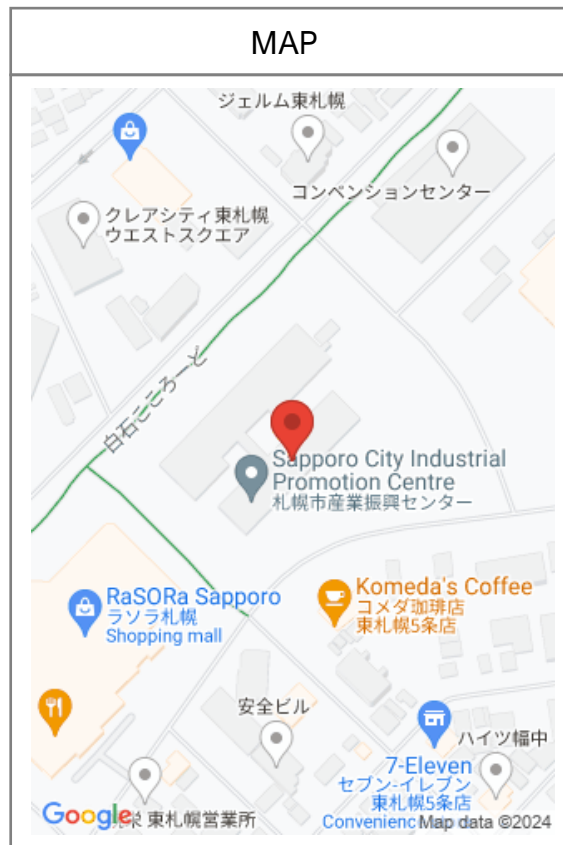 MAP
ジェルム東札幌
コンベンションセンター
クレアシティ東札幌
ウエストスクエア
白石こころーど
Sapporo City Industrial
Promotion Centre
札幌市産業振興センター
RaSORa Sapporo
ラソラ札幌
Shopping mall
Komeda's Coffee
コメダ珈琲店
東札幌5条店
安全ビル
7-Eleven
セブン-イレブン
東札幌5条店
ハイツ幅中
東札幌営業所
Google
Map data ©2024